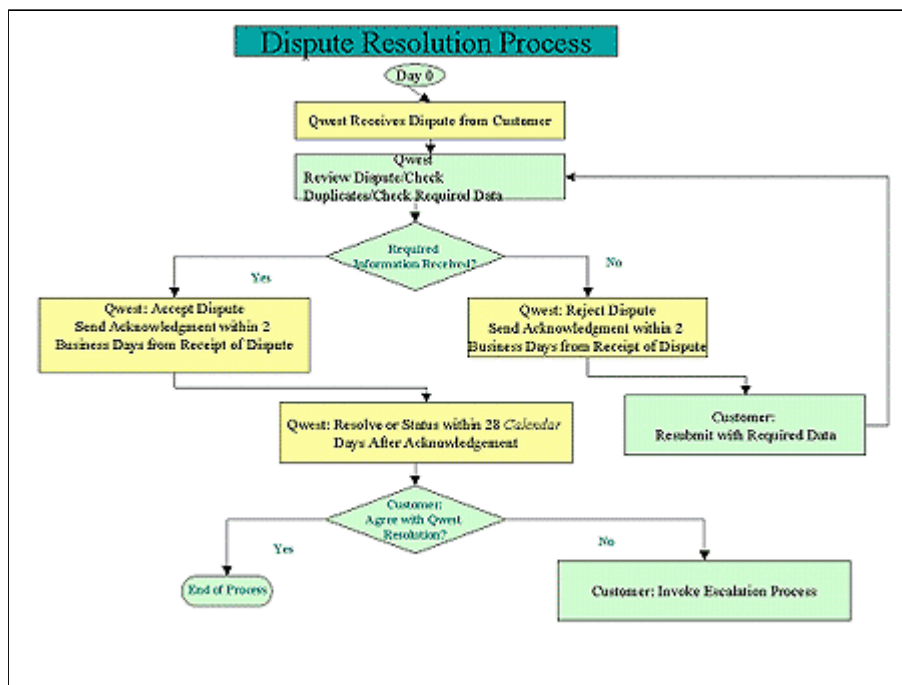 Dispute Resolution Process
Day 0
Qwest Receives Dispute from Customer
Qwest
Review Dispute/Check
Duplicates/Check Required Data
Required
Information Received?
Yes
No
Qwest: Accept Dispute
Send Acknowledgment within 2
Business Days from Receipt of Dispute
Qwest: Reject Dispute
Send Acknowledgment within 2
Business Days from Receipt of Dispute
Customer:
Resubmit with Required Data
Qwest: Resolve or Status within 28 Calendar
Days After Acknowledgement
Customer:
Agree with Qwest
Resolution?
Yes
No
End of Process
Customer: Invoke Escalation Process